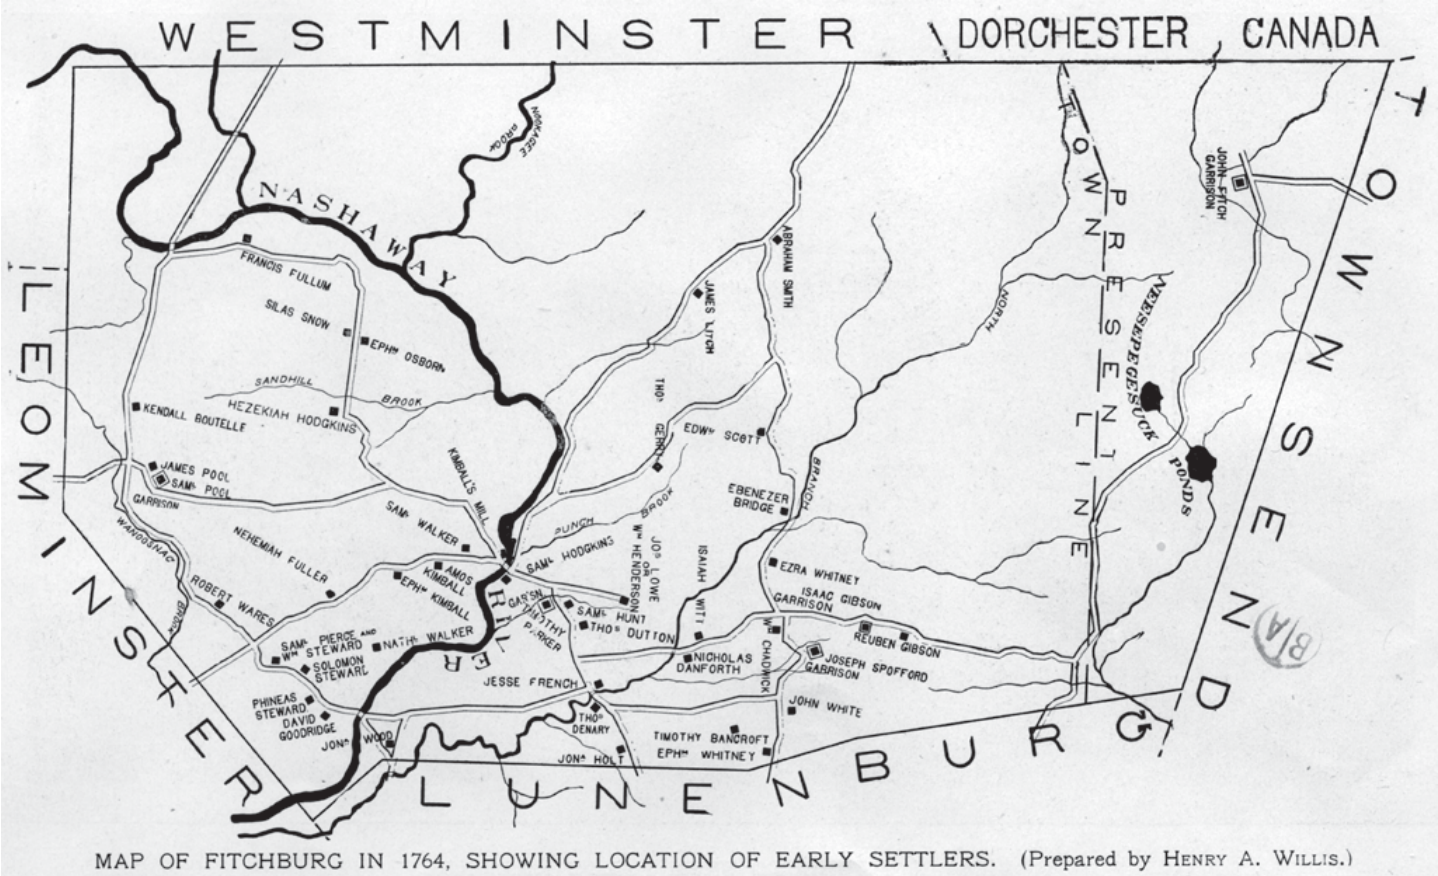 WESTMINSTER
DORCHESTER CANADA
TOWNSEND
LUNENBURG
LEOMINSTER
NASHAWAY
RIVER
NOOKAGEE
BROOK
TOWN
PRESENT
LINE
JOHN FITCH
GARRISON
FRANCIS FULLUM
SILAS SNOW
EPHM OSBORN
SANDHILL
BROOK
HEZEKIAH HODGKINS
KENDALL BOUTELLE
JAMES POOL
SAML POOL
GARRISON
WANOOSNAC
BROOK
ABRAHAM SMITH
JAMES LITCH
THOS GERRY
EDWD SCOTT
NORTH
BRANCH
NEESEPEGESUCK
PONDS
EBENEZER
BRIDGE
KIMBALL'S MILL
SAML WALKER
PUNCH
BROOK
SAML HODGKINS
NEHEMIAH FULLER
AMOS
KIMBALL
EPHM KIMBALL
ROBERT WARES
JOS LOWE
OR
WM HENDERSON
ISAIAH WITT
EZRA WHITNEY
ISAAC GIBSON
GARRISON
REUBEN GIBSON
GAR'SN
TIMOTHY
PARKER
SAML HUNT
THOS DUTTON
SAML PIERCE AND
WM STEWARD
NATHL WALKER
SOLOMON
STEWARD
NICHOLAS
DANFORTH
WM CHADWICK
JOSEPH SPOFFORD
GARRISON
JESSE FRENCH
PHINEAS
STEWARD
DAVID
GOODRIDGE
JONA WOOD
THOS
DENARY
JONA HOLT
JOHN WHITE
TIMOTHY BANCROFT
EPHM WHITNEY
B/A
MAP OF FITCHBURG IN 1764, SHOWING LOCATION OF EARLY SETTLERS. (Prepared by HENRY A. WILLIS.)